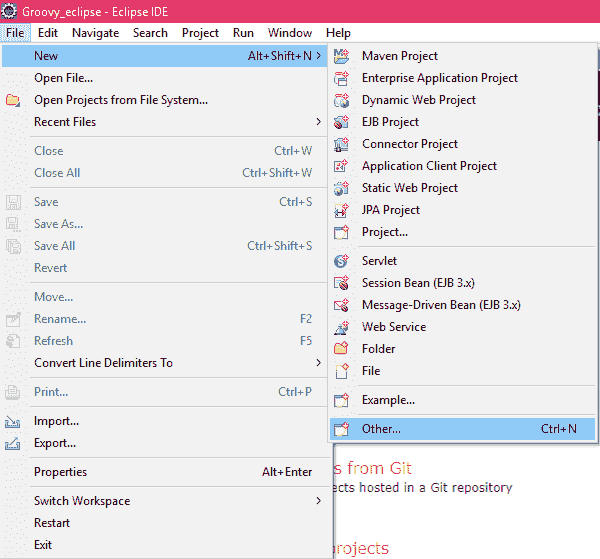 Groovy_eclipse - Eclipse IDE
File Edit Navigate Search Project Run Window Help
New Alt+Shift+N >
Open File...
Open Projects from File System...
Recent Files >
Close Ctrl+W
Close All Ctrl+Shift+W
Save Ctrl+S
Save As...
Save All Ctrl+Shift+S
Revert
Move...
Rename... F2
Refresh F5
Convert Line Delimiters To >
Print... Ctrl+P
Import...
Export...
Properties Alt+Enter
Switch Workspace >
Restart
Exit
Maven Project
Enterprise Application Project
Dynamic Web Project
EJB Project
Connector Project
Application Client Project
Static Web Project
JPA Project
Project...
Servlet
Session Bean (EJB 3.x)
Message-Driven Bean (EJB 3.x)
Web Service
Folder
File
Example...
Other... Ctrl+N
from Git
hosted in a Git repository
projects